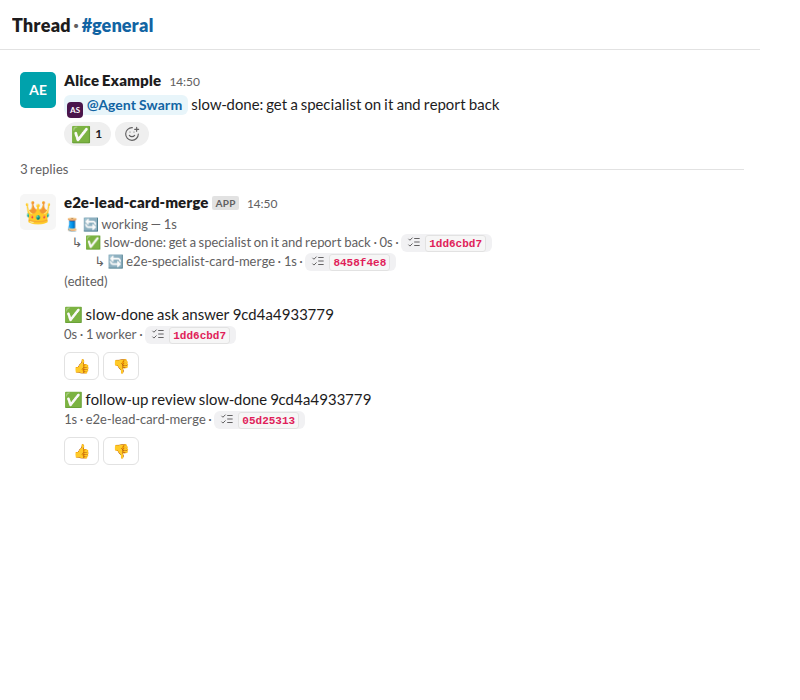 Thread • #general
AE
Alice Example 14:50
AS @Agent Swarm slow-done: get a specialist on it and report back
✅ 1
3 replies
e2e-lead-card-merge APP 14:50
🧵 🔄 working — 1s
↳ ✅ slow-done: get a specialist on it and report back · 0s · 1dd6cbd7
↳ 🔄 e2e-specialist-card-merge · 1s · 8458f4e8
(edited)
✅ slow-done ask answer 9cd4a4933779
0s · 1 worker · 1dd6cbd7
👍 👎
✅ follow-up review slow-done 9cd4a4933779
1s · e2e-lead-card-merge · 05d25313
👍 👎